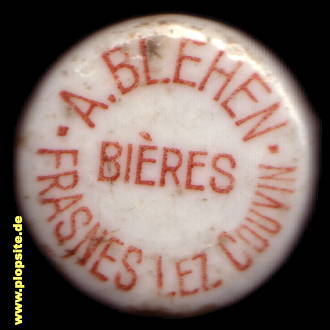 A. BLEHEN
BIÈRES
FRASNES LEZ COUVIN
www.plopsite.de